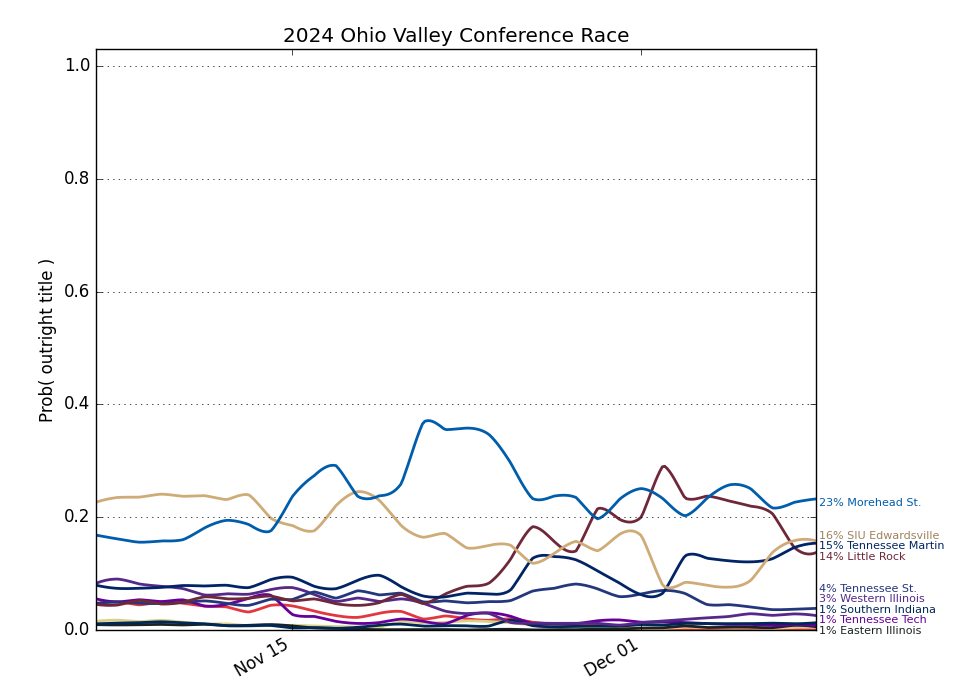 2024 Ohio Valley Conference Race
1.0
0.8
0.6
0.4
0.2
0.0
Prob( outright title )
Nov 15
Dec 01
23% Morehead St.
16% SIU Edwardsville
15% Tennessee Martin
14% Little Rock
4% Tennessee St.
3% Western Illinois
1% Southern Indiana
1% Tennessee Tech
1% Eastern Illinois